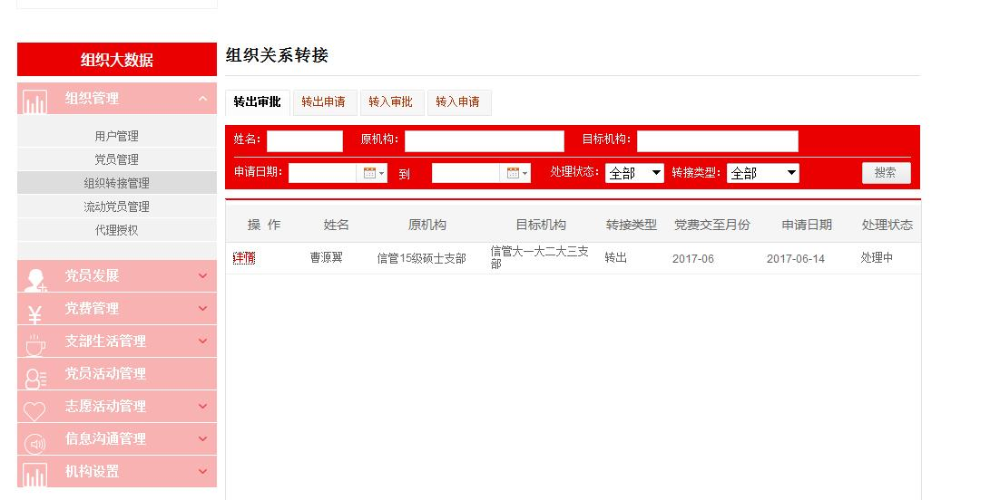 组织大数据
组织管理
用户管理
党员管理
组织转接管理
流动党员管理
代理授权
党员发展
党费管理
支部生活管理
党员活动管理
志愿活动管理
信息沟通管理
机构设置
组织关系转接
转出审批 转出申请 转入审批 转入申请
姓名: 原机构: 目标机构:
申请日期: 到 处理状态: 全部 转接类型: 全部 搜索
操 作 姓名 原机构 目标机构 转接类型 党费交至月份 申请日期 处理状态
详情 曹源翼 信管15级硕士支部 信管大一大二大三支 转出 2017-06 2017-06-14 处理中
部